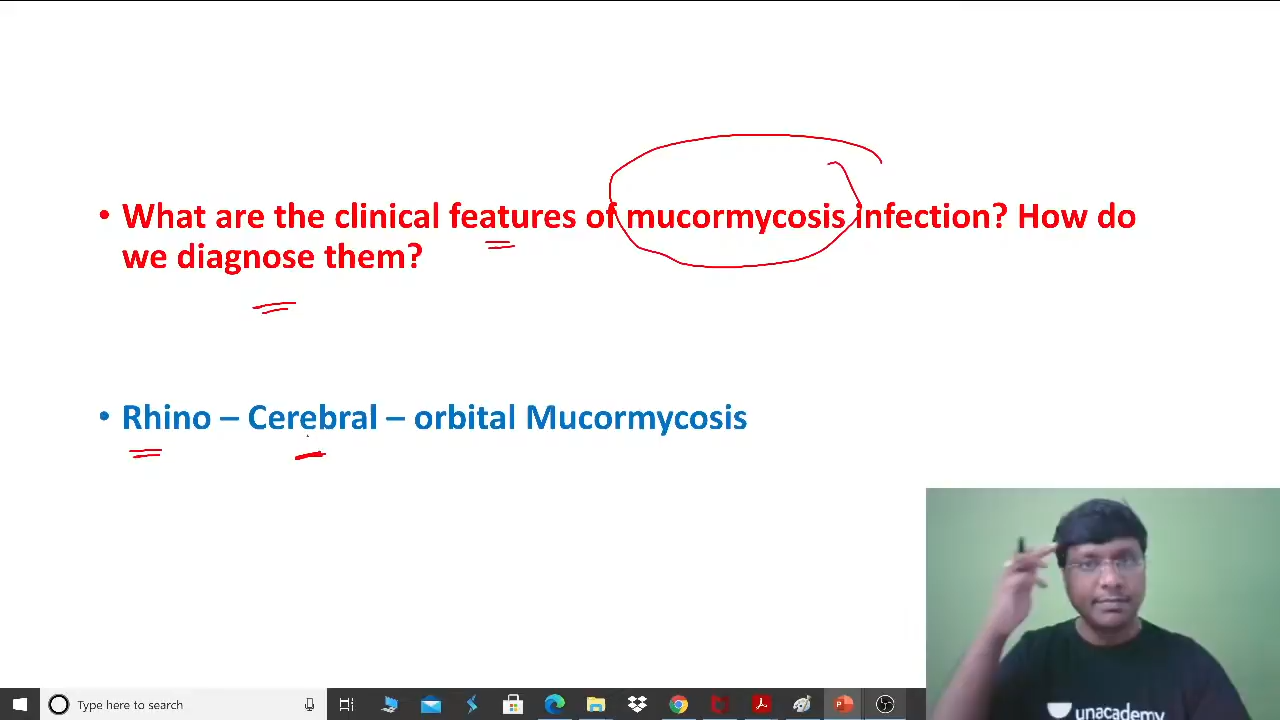 • What are the clinical features of mucormycosis infection? How do
we diagnose them?
• Rhino – Cerebral – orbital Mucormycosis
unacademy
Type here to search